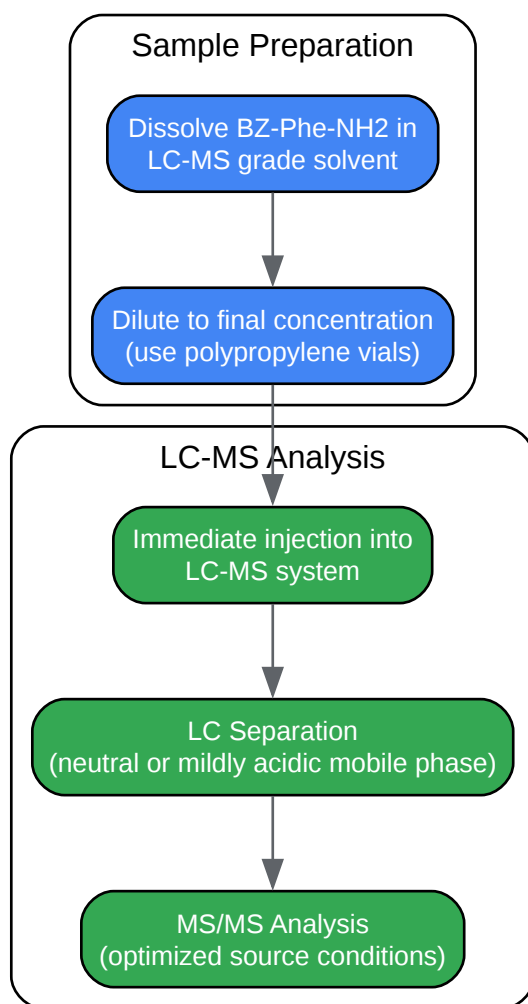 Sample Preparation
Dissolve BZ-Phe-NH2 in
LC-MS grade solvent
Dilute to final concentration
(use polypropylene vials)
LC-MS Analysis
Immediate injection into
LC-MS system
LC Separation
(neutral or mildly acidic mobile phase)
MS/MS Analysis
(optimized source conditions)